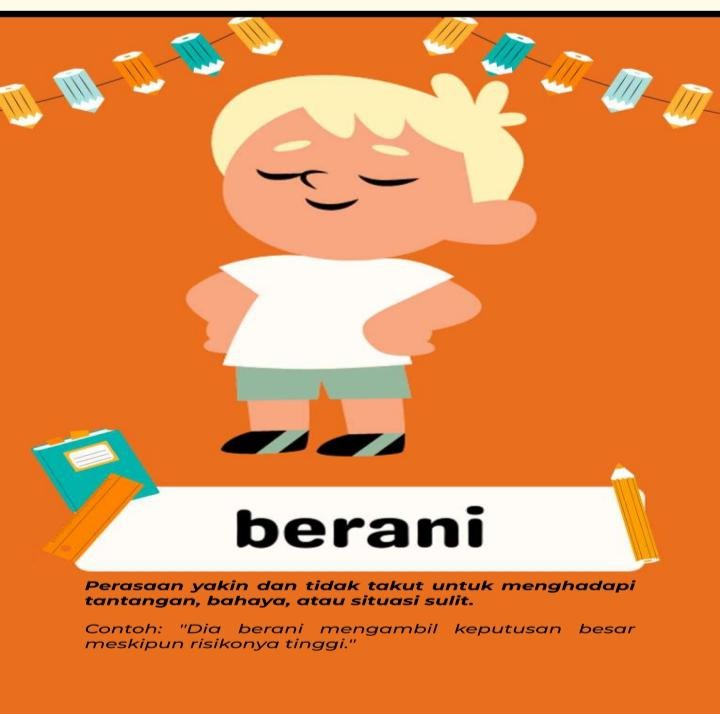 berani
Perasaan yakin dan tidak takut untuk menghadapi
tantangan, bahaya, atau situasi sulit.
Contoh: "Dia berani mengambil keputusan besar
meskipun risikonya tinggi."